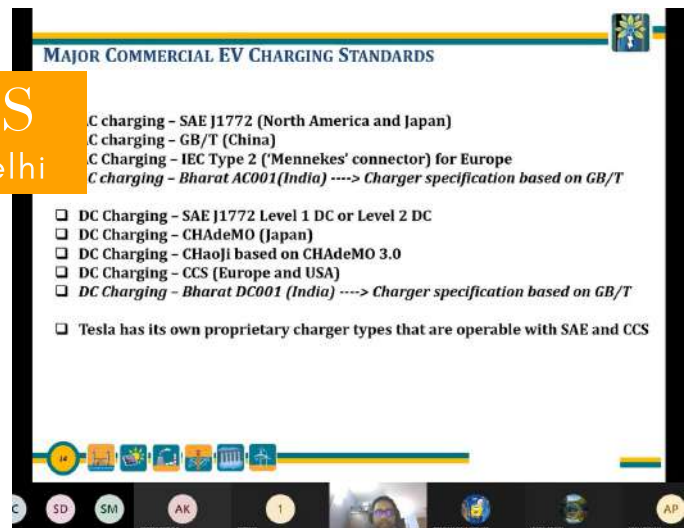 MAJOR COMMERCIAL EV CHARGING STANDARDS
S
elhi
C charging – SAE J1772 (North America and Japan)
C charging – GB/T (China)
C Charging – IEC Type 2 ('Mennekes' connector) for Europe
C charging – Bharat AC001(India) ----> Charger specification based on GB/T
DC Charging – SAE J1772 Level 1 DC or Level 2 DC
DC Charging – CHAdeMO (Japan)
DC Charging – CHaoJi based on CHAdeMO 3.0
DC Charging – CCS (Europe and USA)
DC Charging – Bharat DC001 (India) ----> Charger specification based on GB/T
Tesla has its own proprietary charger types that are operable with SAE and CCS
14
C SD SM AK 1 AP